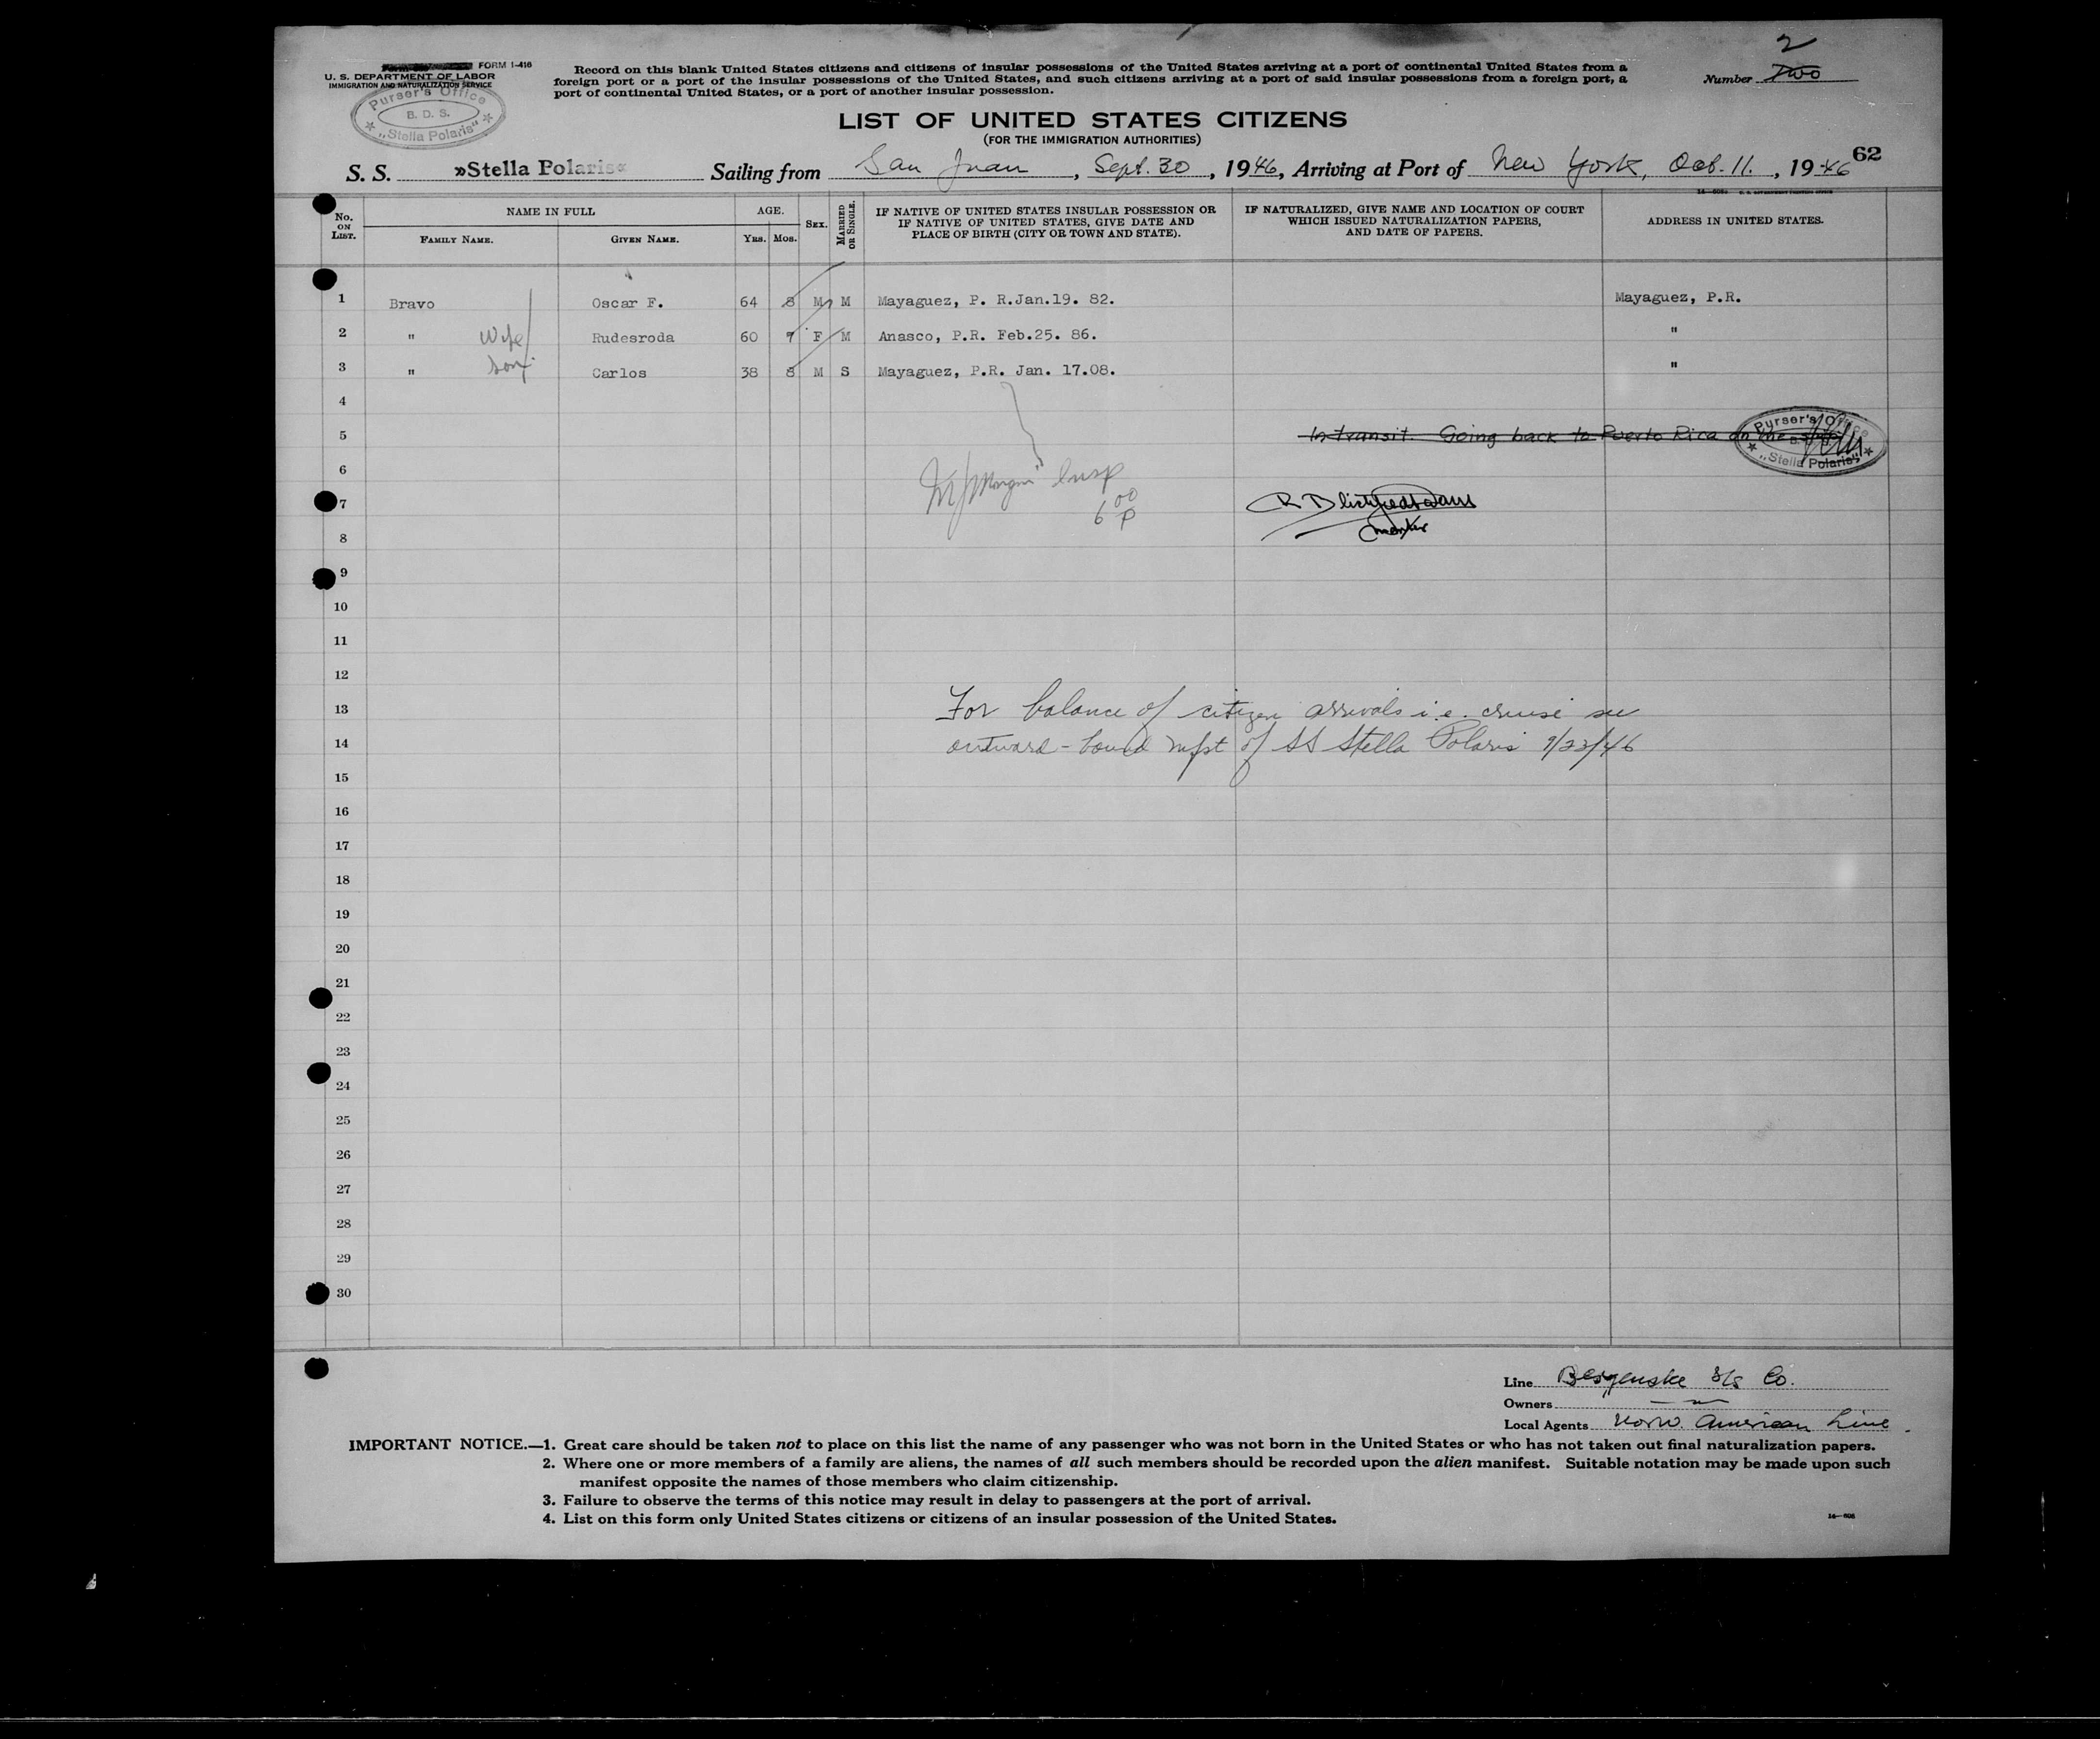 FORM I-416
U. S. DEPARTMENT OF LABOR
IMMIGRATION AND NATURALIZATION SERVICE
Purser's Office
B. D. S.
„Stella Polaris"
Record on this blank United States citizens and citizens of insular possessions of the United States arriving at a port of continental United States from a
foreign port or a port of the insular possessions of the United States, and such citizens arriving at a port of said insular possessions from a foreign port, a
port of continental United States, or a port of another insular possession.
2
Number Two
LIST OF UNITED STATES CITIZENS
(FOR THE IMMIGRATION AUTHORITIES)
S. S. »Stella Polaris« Sailing from San Juan, Sept. 30, 1946, Arriving at Port of New York, Oct. 11., 1946
62
No. ON LIST.
NAME IN FULL
FAMILY NAME. GIVEN NAME.
AGE.
YRS. MOS.
SEX.
MARRIED OR SINGLE.
IF NATIVE OF UNITED STATES INSULAR POSSESSION OR
IF NATIVE OF UNITED STATES, GIVE DATE AND
PLACE OF BIRTH (CITY OR TOWN AND STATE).
IF NATURALIZED, GIVE NAME AND LOCATION OF COURT
WHICH ISSUED NATURALIZATION PAPERS,
AND DATE OF PAPERS.
ADDRESS IN UNITED STATES.
1 Bravo Oscar F. 64 8 M M Mayaguez, P. R.Jan.19. 82. Mayaguez, P.R.
2 " Wife Rudesroda 60 7 F M Anasco, P.R. Feb.25. 86. "
3 " Son Carlos 38 8 M S Mayaguez, P.R. Jan. 17.08. "
4
5 In transit. Going back to Puerto Rica on the
Purser's Office
„Stella Polaris"
6 Insp
7 6 00 P
8
9
10
11
12
13 For balance of citizen arrivals i.e. cruise see
14 outward-bound mfst of SS Stella Polaris 9/23/46
15
16
17
18
19
20
21
22
23
24
25
26
27
28
29
30
Line Bergenske S/S Co.
Owners — " —
Local Agents Norw. American Line.
IMPORTANT NOTICE.—1. Great care should be taken not to place on this list the name of any passenger who was not born in the United States or who has not taken out final naturalization papers.
2. Where one or more members of a family are aliens, the names of all such members should be recorded upon the alien manifest. Suitable notation may be made upon such
manifest opposite the names of those members who claim citizenship.
3. Failure to observe the terms of this notice may result in delay to passengers at the port of arrival.
4. List on this form only United States citizens or citizens of an insular possession of the United States.